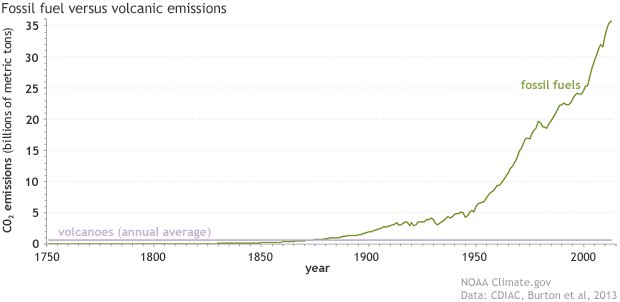 Fossil fuel versus volcanic emissions
CO2 emissions (billions of metric tons)
35
30
25
20
15
10
5
0
fossil fuels
volcanoes (annual average)
1750 1800 1850 1900 1950 2000
year
NOAA Climate.gov
Data: CDIAC, Burton et al, 2013